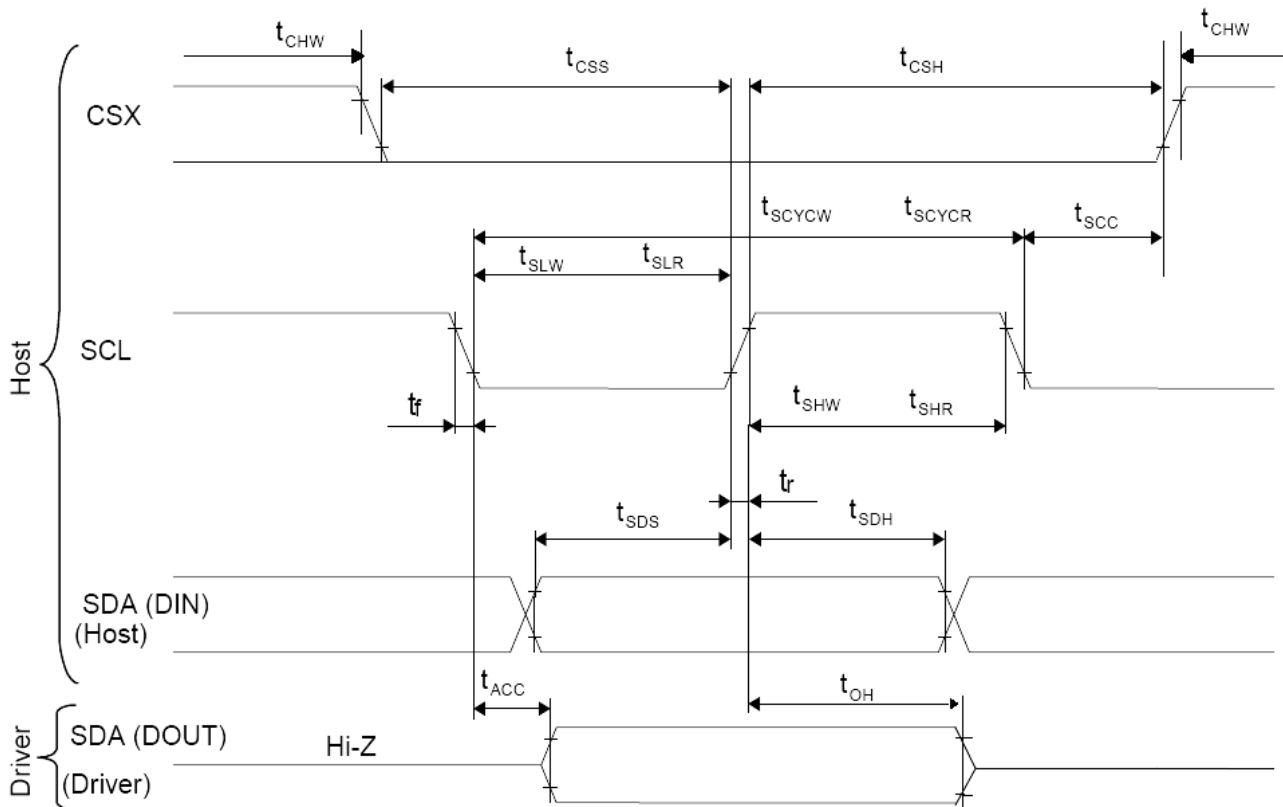 tCHW
tCHW
tCSS
tCSH
CSX
tSCYCW
tSCYCR
tSCC
tSLW
tSLR
Host
SCL
tf
tSHW
tSHR
tr
tSDS
tSDH
SDA (DIN)
(Host)
tACC
tOH
Driver
SDA (DOUT)
Hi-Z
(Driver)